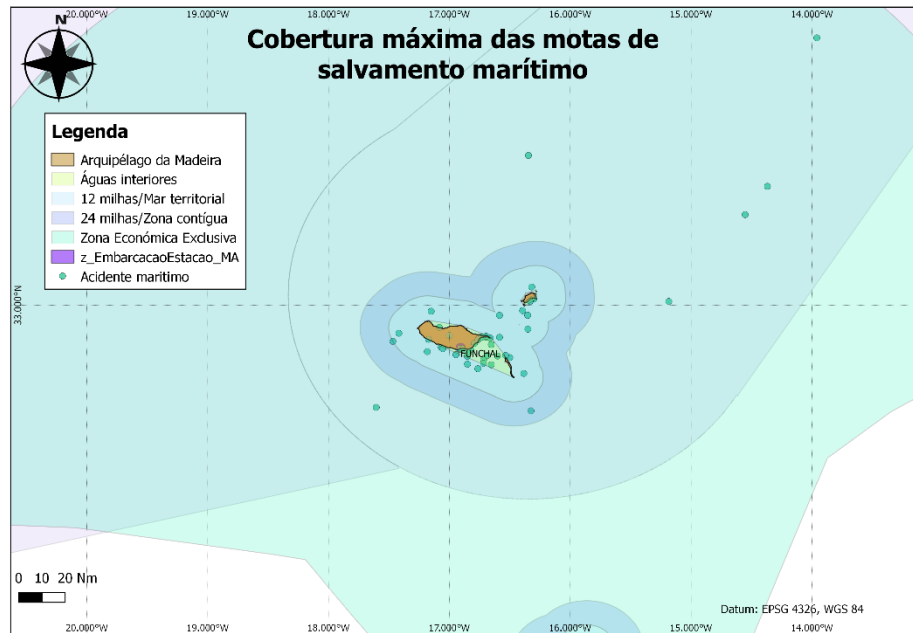 20.000°W 19.000°W 18.000°W 17.000°W 16.000°W 15.000°W 14.000°W
N
Cobertura máxima das motas de
salvamento marítimo
Legenda
Arquipélago da Madeira
Águas interiores
12 milhas/Mar territorial
24 milhas/Zona contígua
Zona Económica Exclusiva
z_EmbarcacaoEstacao_MA
Acidente maritimo
33.000°N
33.000°N
FUNCHAL
0 10 20 Nm
Datum: EPSG 4326, WGS 84
20.000°W 19.000°W 18.000°W 17.000°W 16.000°W 15.000°W 14.000°W